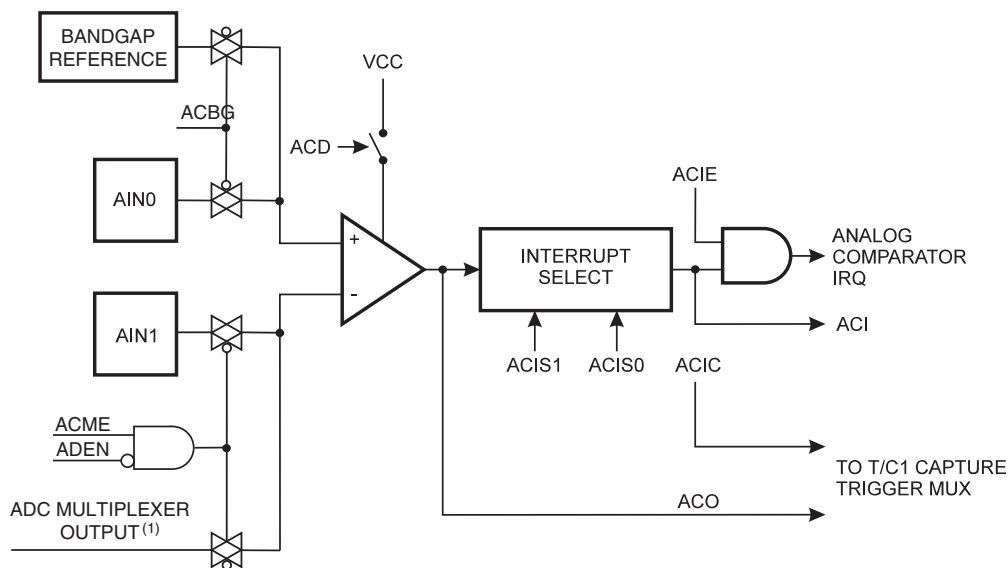 BANDGAP
REFERENCE
ACBG
VCC
ACD
AIN0
+
-
ACIE
INTERRUPT
SELECT
ANALOG
COMPARATOR
IRQ
AIN1
ACI
ACIS1
ACIS0
ACIC
ACME
ADEN
TO T/C1 CAPTURE
TRIGGER MUX
ACO
ADC MULTIPLEXER
OUTPUT (1)